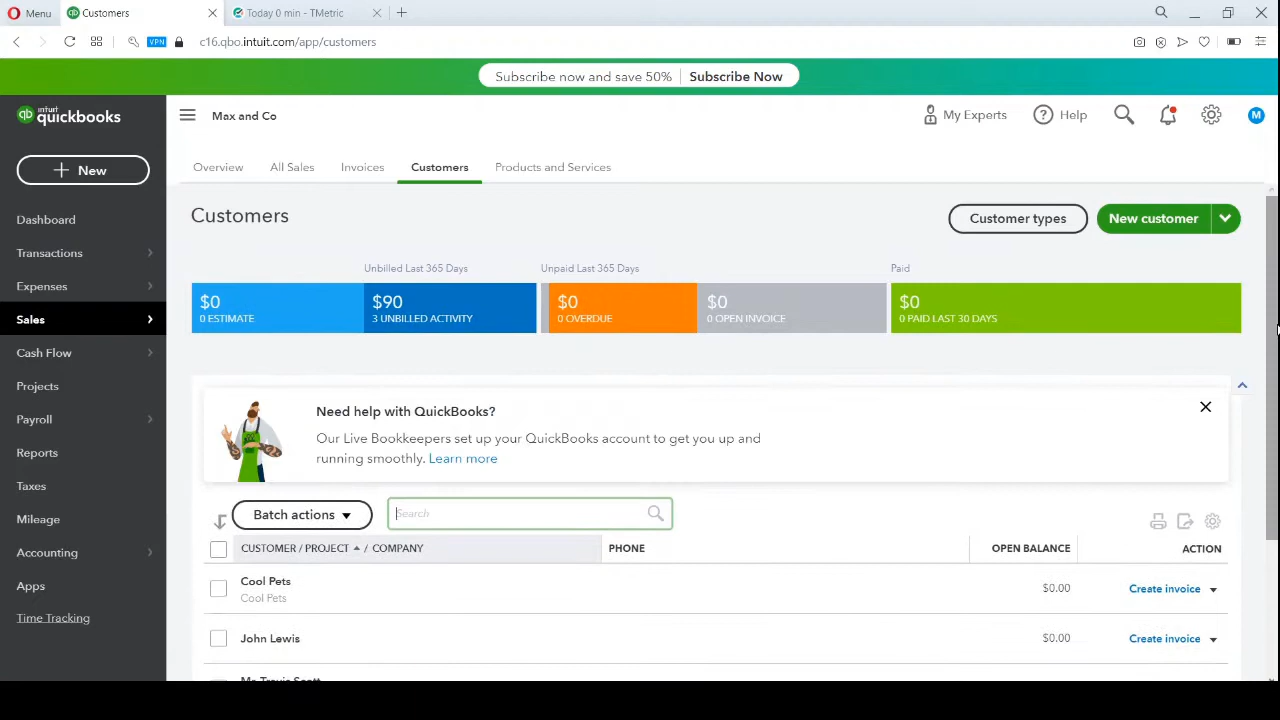 Menu
Customers
Today 0 min - TMetric
VPN
c16.qbo.intuit.com/app/customers
Subscribe now and save 50%
Subscribe Now
qb
intuit
quickbooks
Max and Co
My Experts
Help
M
New
Overview
All Sales
Invoices
Customers
Products and Services
Dashboard
Transactions
Expenses
Sales
Cash Flow
Projects
Payroll
Reports
Taxes
Mileage
Accounting
Apps
Time Tracking
Customers
Customer types
New customer
Unbilled Last 365 Days
Unpaid Last 365 Days
Paid
$0
0 ESTIMATE
$90
3 UNBILLED ACTIVITY
$0
0 OVERDUE
$0
0 OPEN INVOICE
$0
0 PAID LAST 30 DAYS
Need help with QuickBooks?
Our Live Bookkeepers set up your QuickBooks account to get you up and
running smoothly. Learn more
Batch actions
Search
CUSTOMER / PROJECT / COMPANY
PHONE
OPEN BALANCE
ACTION
Cool Pets
Cool Pets
$0.00
Create invoice
John Lewis
$0.00
Create invoice
Mr Travis Scott